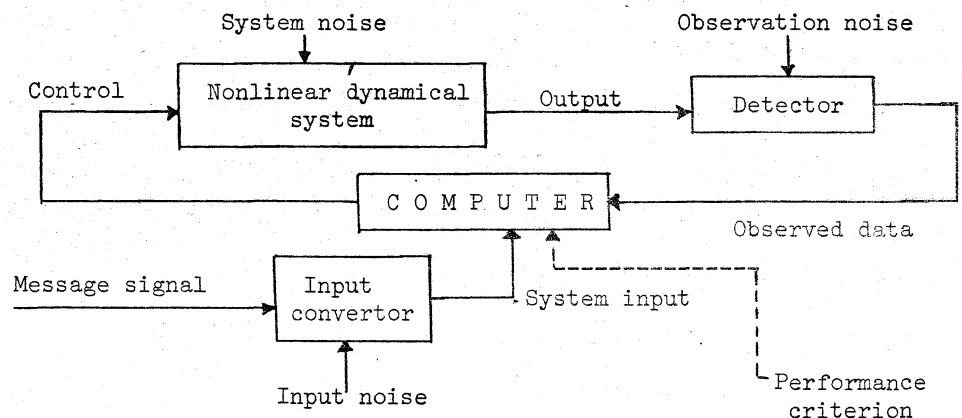 System noise
Observation noise
Control
Nonlinear dynamical
system
Output
Detector
C O M P U T E R
Observed data
Message signal
Input
convertor
System input
Input noise
Performance
criterion